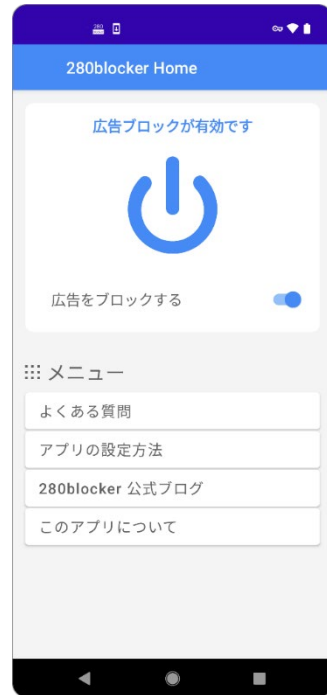 280
280blocker Home
広告ブロックが有効です
広告をブロックする
メニュー
よくある質問
アプリの設定方法
280blocker 公式ブログ
このアプリについて